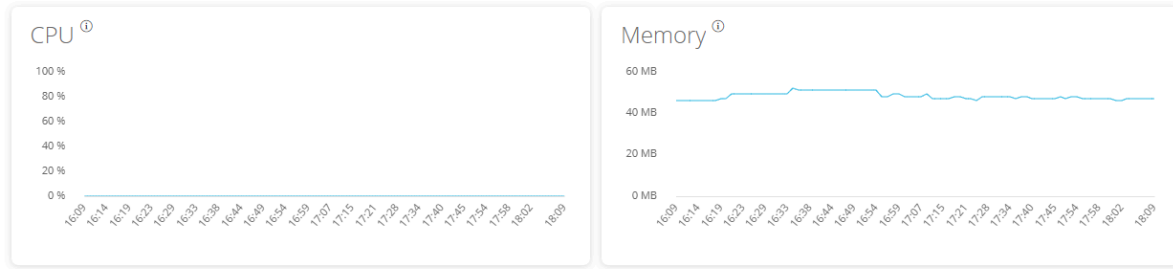 CPU ⓘ
100 %
80 %
60 %
40 %
20 %
0 %
16:09 16:14 16:19 16:23 16:29 16:33 16:38 16:44 16:49 16:54 16:59 17:07 17:15 17:21 17:28 17:34 17:40 17:45 17:54 17:58 18:02 18:09
Memory ⓘ
60 MB
40 MB
20 MB
0 MB
16:09 16:14 16:19 16:23 16:29 16:33 16:38 16:44 16:49 16:54 16:59 17:07 17:15 17:21 17:28 17:34 17:40 17:45 17:54 17:58 18:02 18:09